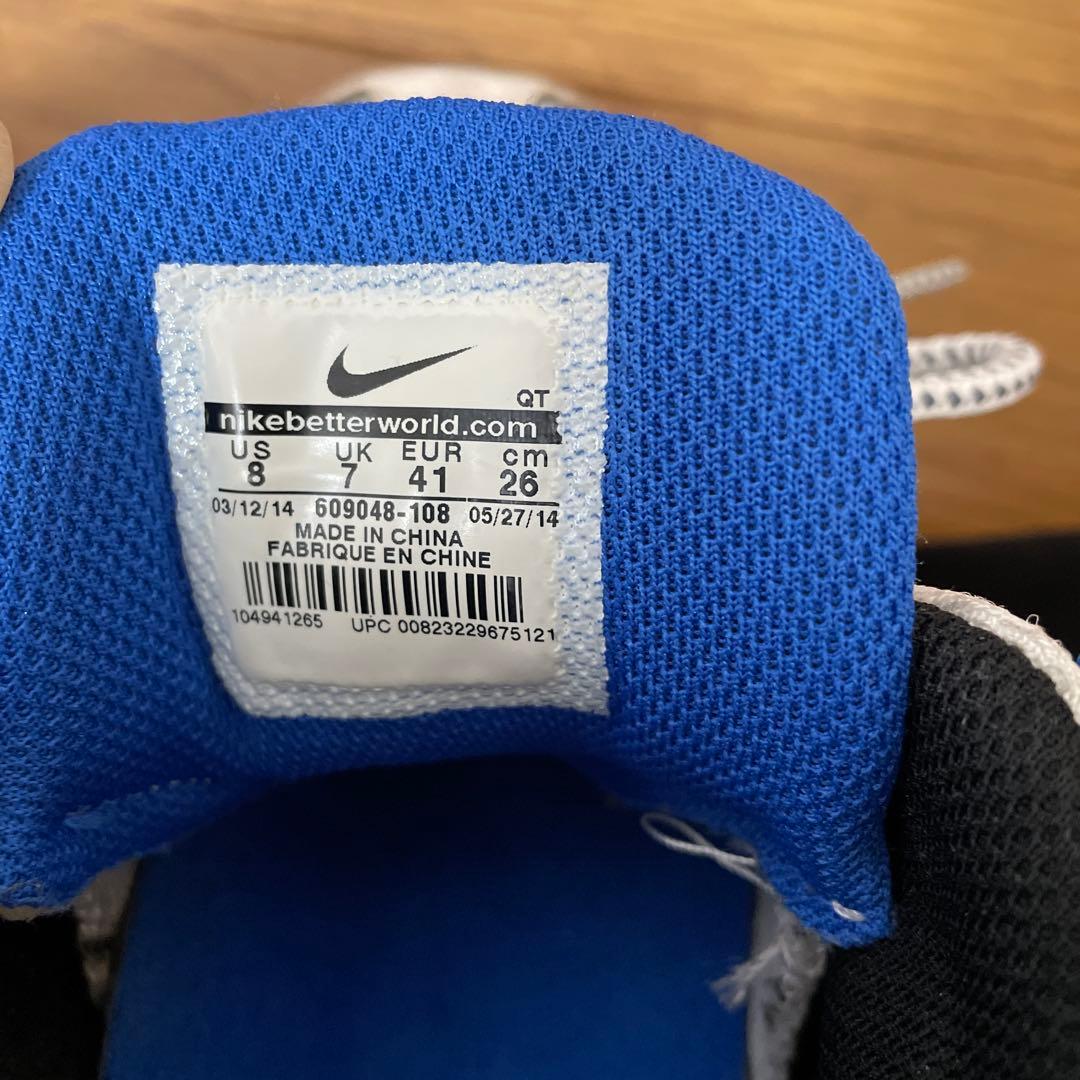 QT
nikebetterworld.com
US UK EUR cm
8 7 41 26
03/12/14 609048-108 05/27/14
MADE IN CHINA
FABRIQUE EN CHINE
104941265 UPC 00823229675121